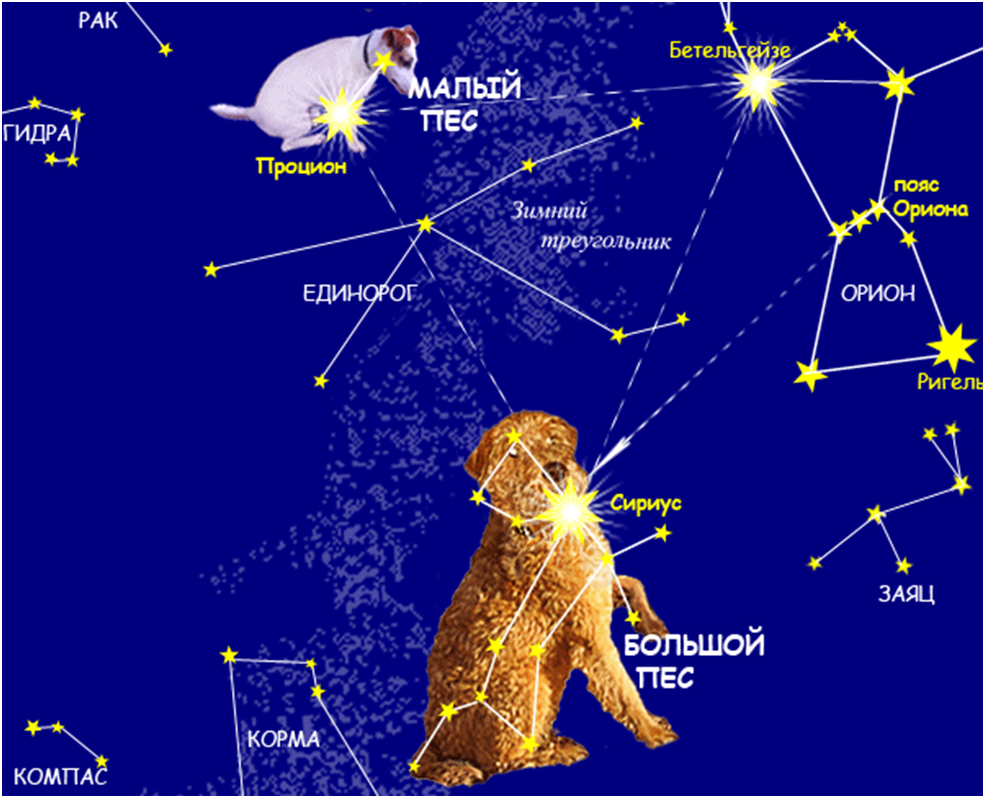 РАК
Бетельгейзе
МАЛЫЙ
ПЕС
ГИДРА
Процион
пояс
Ориона
Зимний
треугольник
ЕДИНОРОГ
ОРИОН
Ригель
Сириус
ЗАЯЦ
БОЛЬШОЙ
ПЕС
КОРМА
КОМПАС